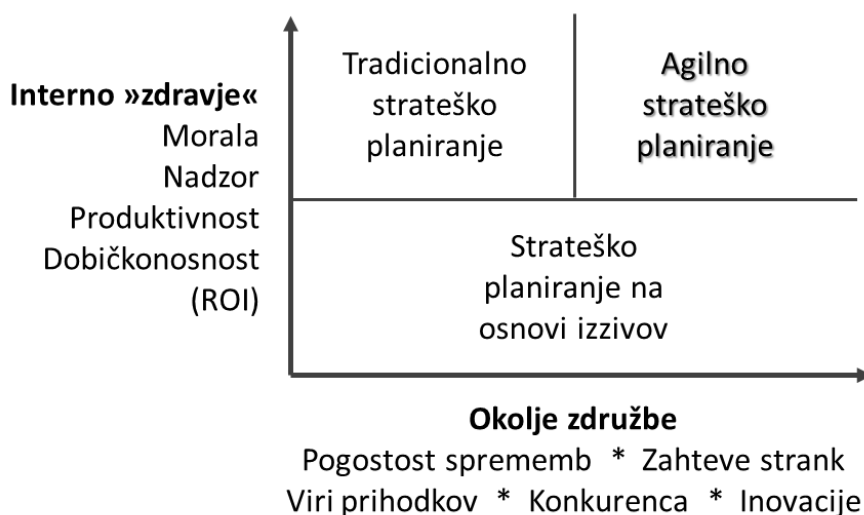 Interno »zdravje«
Morala
Nadzor
Produktivnost
Dobičkonosnost
(ROI)
Tradicionalno
strateško
planiranje
Agilno
strateško
planiranje
Strateško
planiranje na
osnovi izzivov
Okolje združbe
Pogostost sprememb * Zahteve strank
Viri prihodkov * Konkurenca * Inovacije